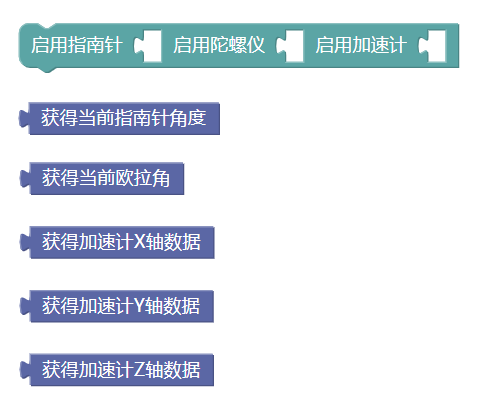 启用指南针 启用陀螺仪 启用加速计
获得当前指南针角度
获得当前欧拉角
获得加速计X轴数据
获得加速计Y轴数据
获得加速计Z轴数据